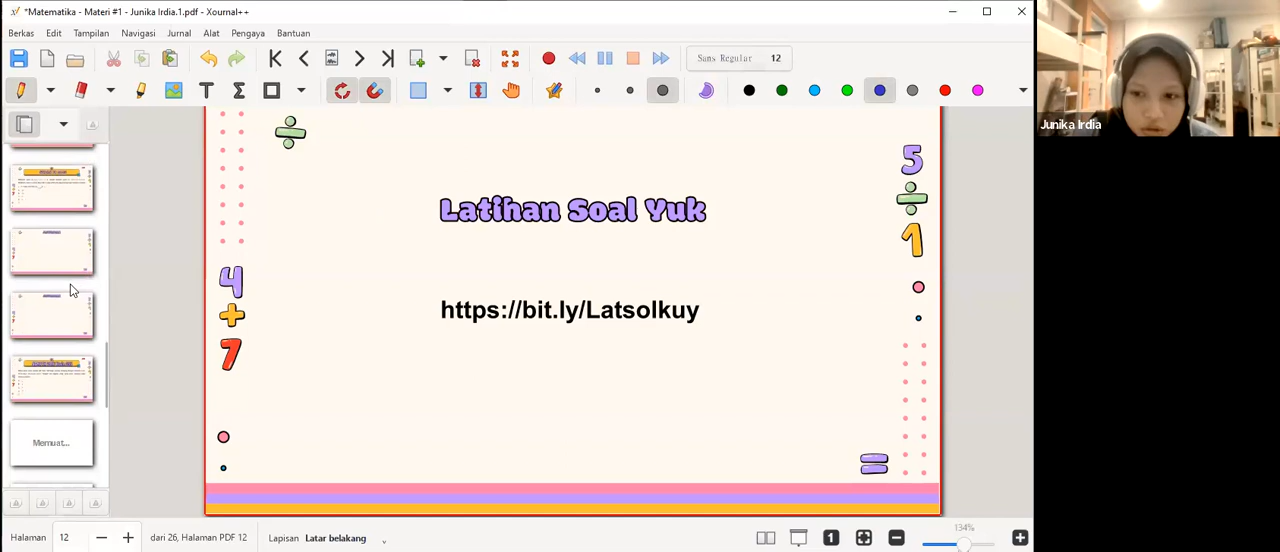 *Matematika - Materi #1 - Junika Irdia.1.pdf - Xournal++
Berkas Edit Tampilan Navigasi Jurnal Alat Pengaya Bantuan
Sans Regular 12
Junika Irdia
÷
5
÷
1
Latihan Soal Yuk
4
+
7
https://bit.ly/Latsolkuy
=
Memuat...
Halaman 12 dari 26, Halaman PDF 12 Lapisan Latar belakang 134%